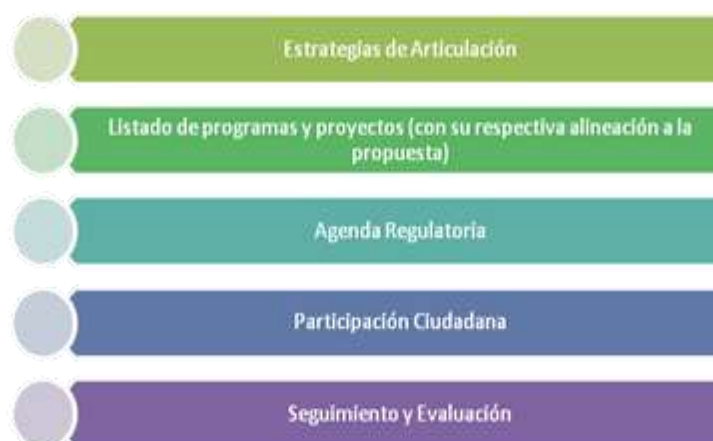 Estrategias de Articulación
Listado de programas y proyectos (con su respectiva alineación a la
propuesta)
Agenda Regulatoria
Participación Ciudadana
Seguimiento y Evaluación